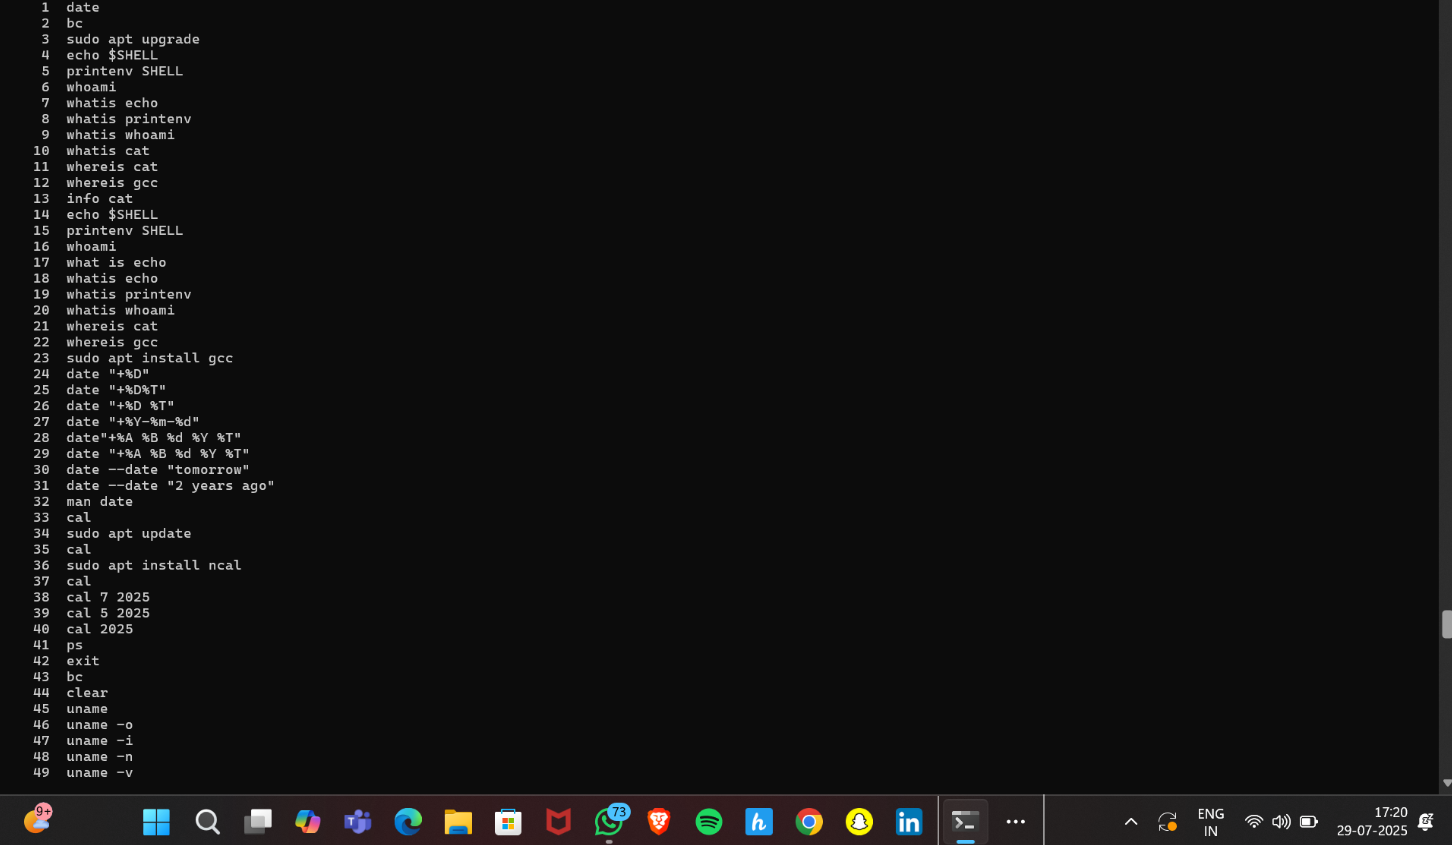 1 date
2 bc
3 sudo apt upgrade
4 echo $SHELL
5 printenv SHELL
6 whoami
7 whatis echo
8 whatis printenv
9 whatis whoami
10 whatis cat
11 whereis cat
12 whereis gcc
13 info cat
14 echo $SHELL
15 printenv SHELL
16 whoami
17 what is echo
18 whatis echo
19 whatis printenv
20 whatis whoami
21 whereis cat
22 whereis gcc
23 sudo apt install gcc
24 date "+%D"
25 date "+%D%T"
26 date "+%D %T"
27 date "+%Y-%m-%d"
28 date"+%A %B %d %Y %T"
29 date "+%A %B %d %Y %T"
30 date --date "tomorrow"
31 date --date "2 years ago"
32 man date
33 cal
34 sudo apt update
35 cal
36 sudo apt install ncal
37 cal
38 cal 7 2025
39 cal 5 2025
40 cal 2025
41 ps
42 exit
43 bc
44 clear
45 uname
46 uname -o
47 uname -i
48 uname -n
49 uname -v
9+
73
ENG
IN
17:20
29-07-2025